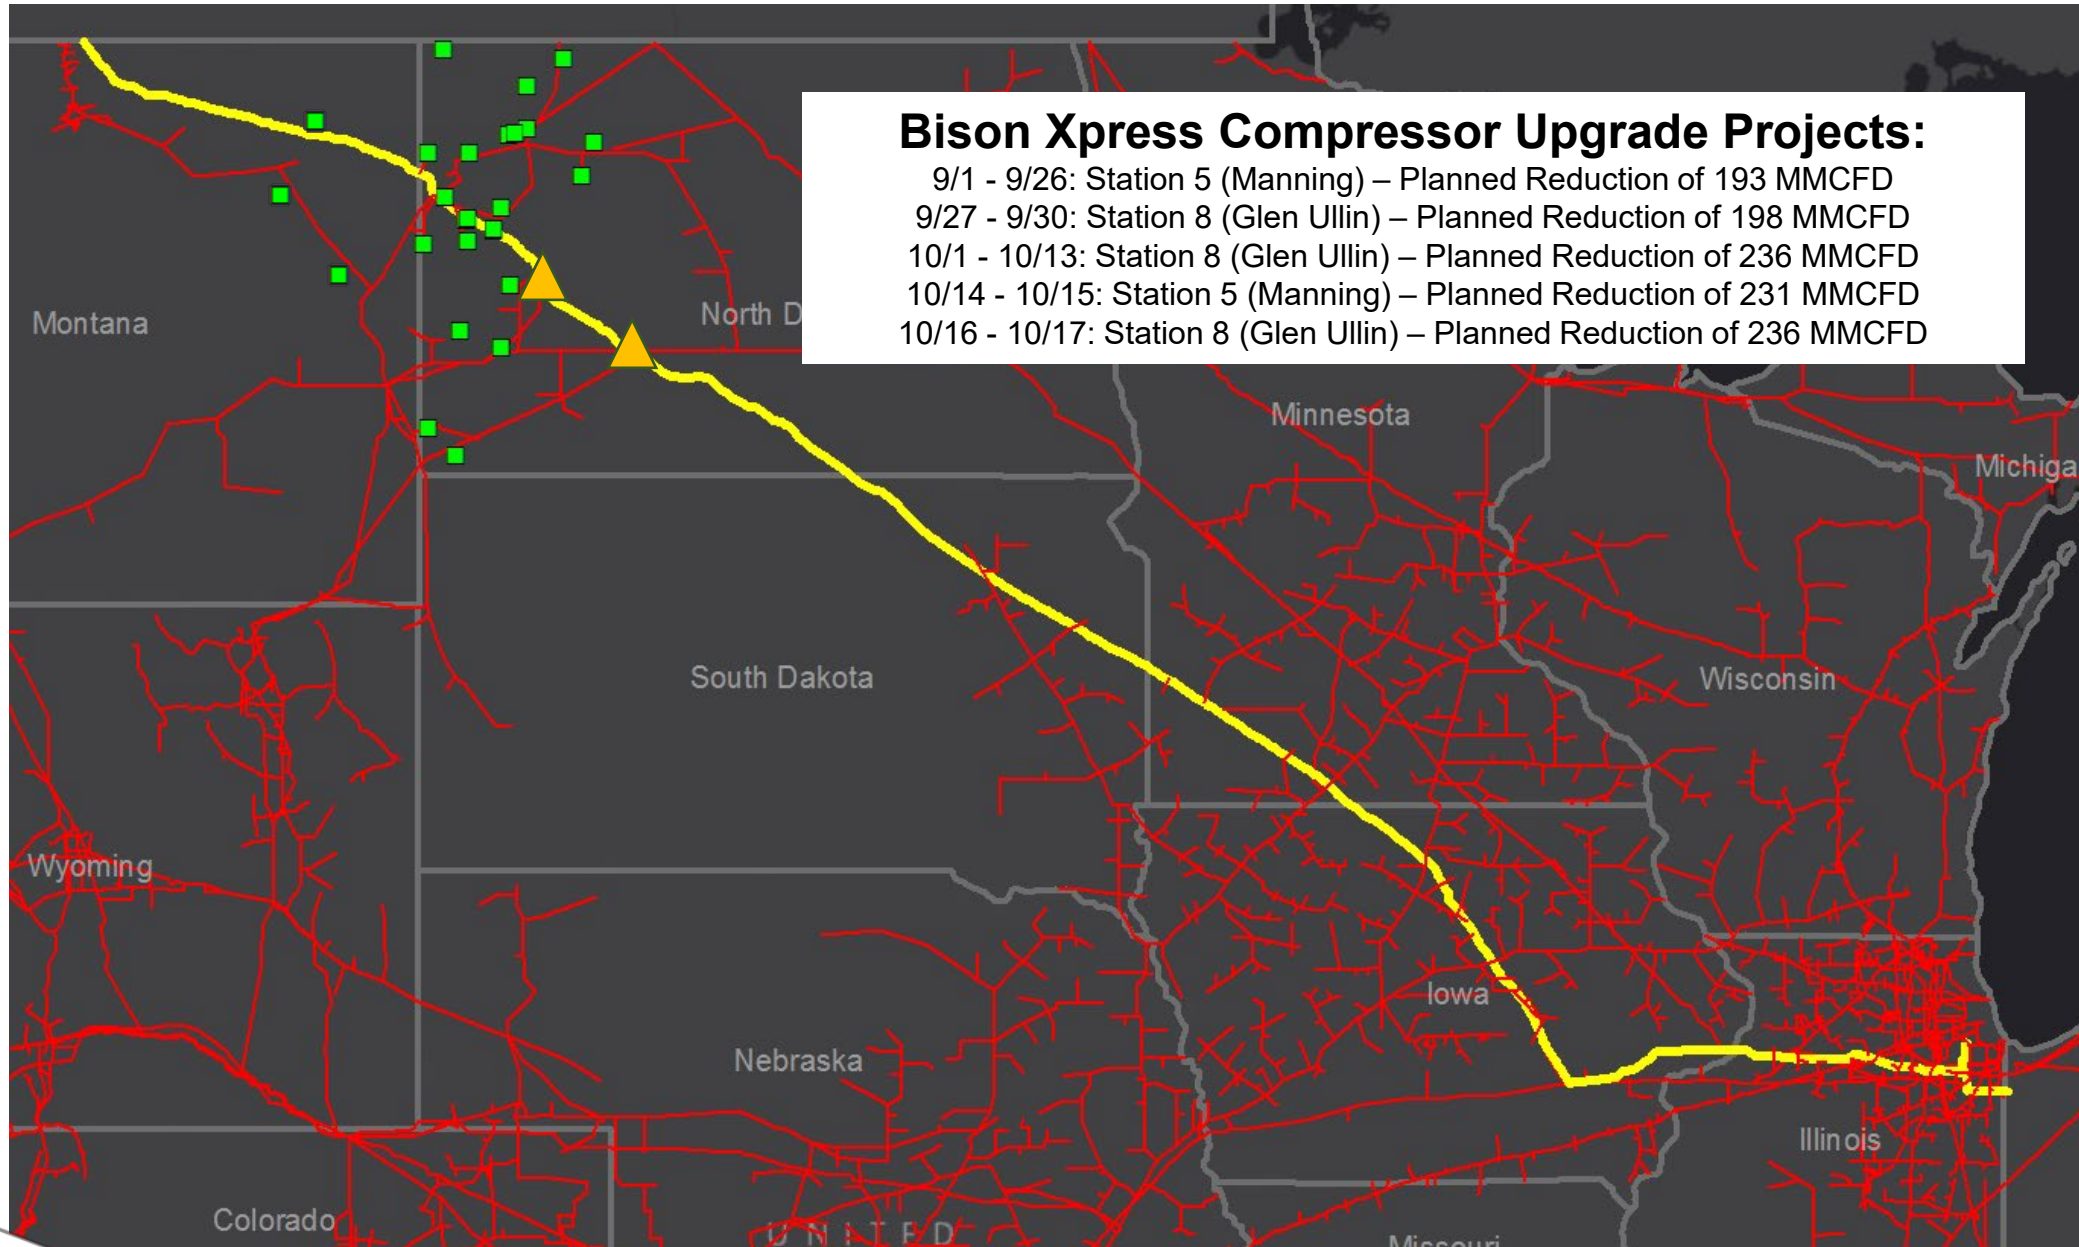 Bison Xpress Compressor Upgrade Projects:
9/1 - 9/26: Station 5 (Manning) – Planned Reduction of 193 MMCFD
9/27 - 9/30: Station 8 (Glen Ullin) – Planned Reduction of 198 MMCFD
10/1 - 10/13: Station 8 (Glen Ullin) – Planned Reduction of 236 MMCFD
10/14 - 10/15: Station 5 (Manning) – Planned Reduction of 231 MMCFD
10/16 - 10/17: Station 8 (Glen Ullin) – Planned Reduction of 236 MMCFD
Montana
North D
Minnesota
Michiga
South Dakota
Wisconsin
Wyoming
Iowa
Nebraska
Illinois
Colorado
UNITED
Missouri